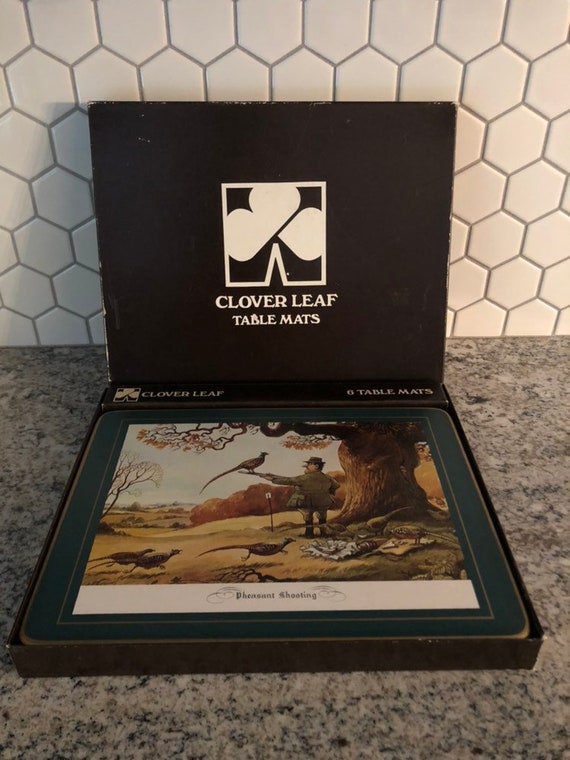 CLOVER LEAF
TABLE MATS
CLOVER LEAF 6 TABLE MATS
Pheasant Shooting